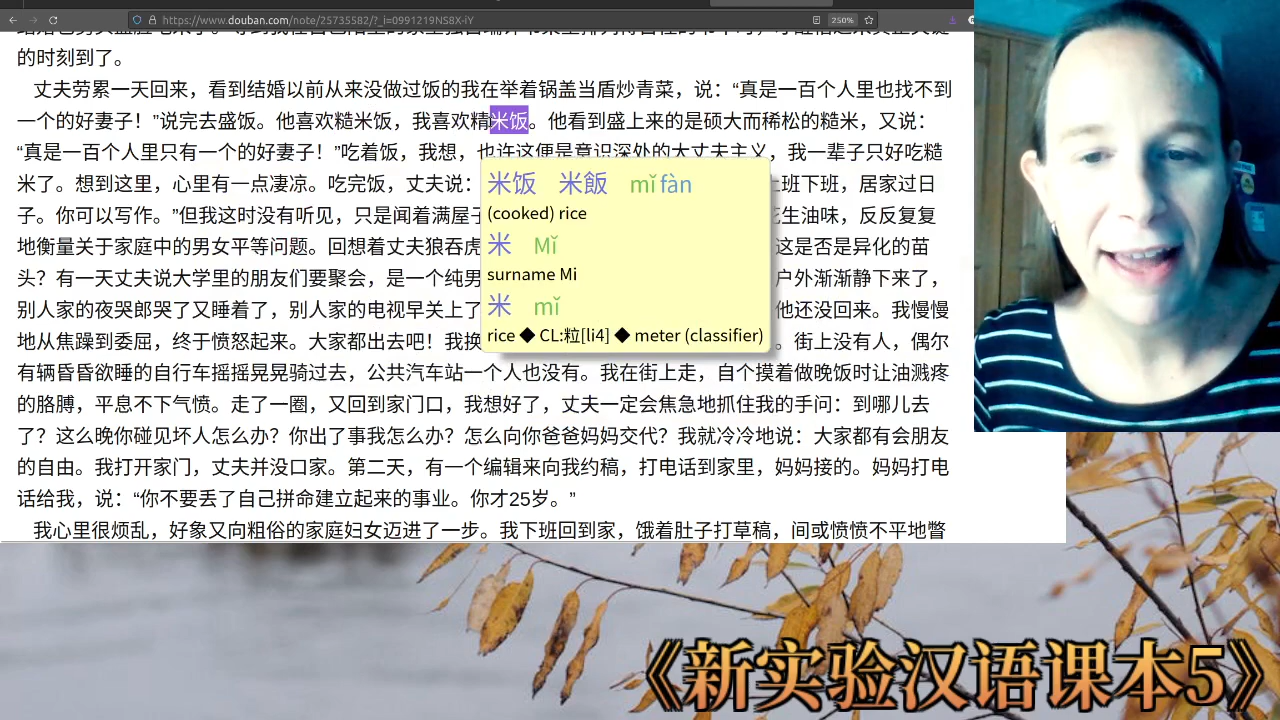 https://www.douban.com/note/25735582/?_i=0991219NS8X-iY
250%
的时刻到了。
丈夫劳累一天回来，看到结婚以前从来没做过饭的我在举着锅盖当盾炒青菜，说：“真是一百个人里也找不到
一个的好妻子！”说完去盛饭。他喜欢糙米饭，我喜欢精米饭。他看到盛上来的是硕大而稀松的糙米，又说：
“真是一百个人里只有一个的好妻子！”吃着饭，我想，也许这便是意识深处的大丈夫主义，我一辈子只好吃糙
米了。想到这里，心里有一点凄凉。吃完饭，丈夫说：
上班下班，居家过日
子。你可以写作。”但我这时没有听见，只是闻着满屋子
花生油味，反反复复
地衡量关于家庭中的男女平等问题。回想着丈夫狼吞虎
这是否是异化的苗
头？有一天丈夫说大学里的朋友们要聚会，是一个纯男
户外渐渐静下来了，
别人家的夜哭郎哭了又睡着了，别人家的电视早关上了
他还没回来。我慢慢
地从焦躁到委屈，终于愤怒起来。大家都出去吧！我换
。街上没有人，偶尔
有辆昏昏欲睡的自行车摇摇晃晃骑过去，公共汽车站一个人也没有。我在街上走，自个摸着做晚饭时让油溅疼
的胳膊，平息不下气愤。走了一圈，又回到家门口，我想好了，丈夫一定会焦急地抓住我的手问：到哪儿去
了？这么晚你碰见坏人怎么办？你出了事我怎么办？怎么向你爸爸妈妈交代？我就冷冷地说：大家都有会朋友
的自由。我打开家门，丈夫并没口家。第二天，有一个编辑来向我约稿，打电话到家里，妈妈接的。妈妈打电
话给我，说：“你不要丢了自己拼命建立起来的事业。你才25岁。”
我心里很烦乱，好象又向粗俗的家庭妇女迈进了一步。我下班回到家，饿着肚子打草稿，间或愤愤不平地瞥
米饭 米飯 mǐ fàn
(cooked) rice
米 Mǐ
surname Mi
米 mǐ
rice ◆ CL:粒[li4] ◆ meter (classifier)
《新实验汉语课本5》